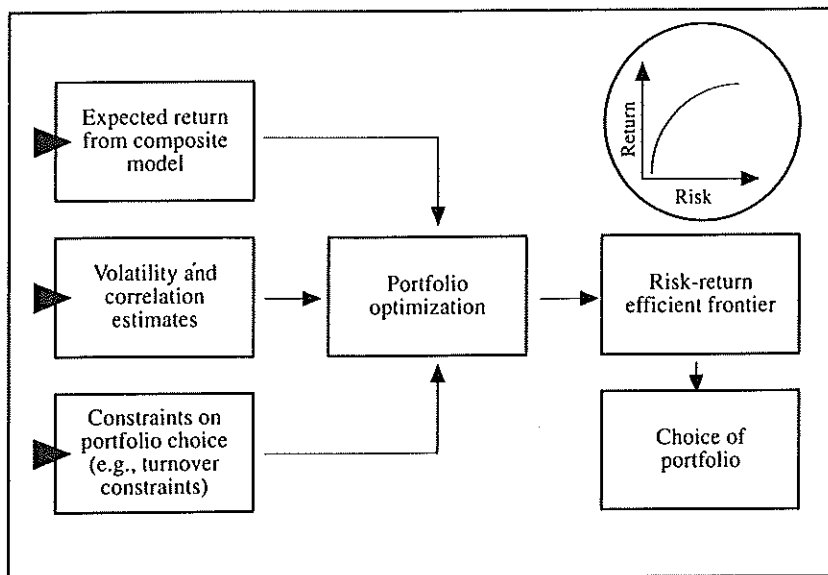 Expected return
from composite
model
Return
Risk
Volatility and
correlation
estimates
Portfolio
optimization
Risk-return
efficient frontier
Constraints on
portfolio choice
(e.g., turnover
constraints)
Choice of
portfolio